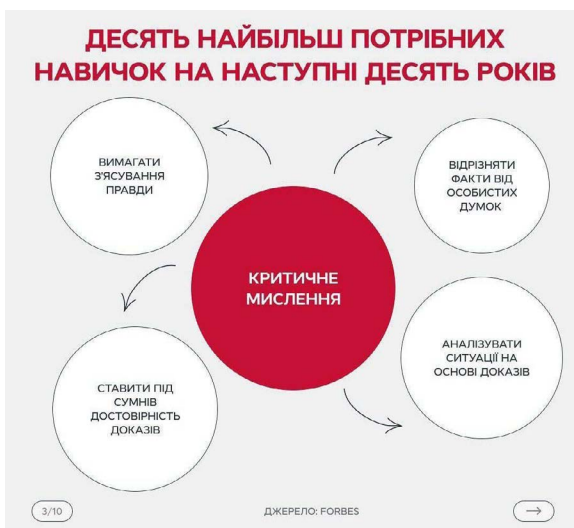 ДЕСЯТЬ НАЙБІЛЬШ ПОТРІБНИХ
НАВИЧОК НА НАСТУПНІ ДЕСЯТЬ РОКІВ
ВИМАГАТИ
З'ЯСУВАННЯ
ПРАВДИ
ВІДРІЗНЯТИ
ФАКТИ ВІД
ОСОБИСТИХ
ДУМОК
КРИТИЧНЕ
МИСЛЕННЯ
СТАВИТИ ПІД
СУМНІВ
ДОСТОВІРНІСТЬ
ДОКАЗІВ
АНАЛІЗУВАТИ
СИТУАЦІЇ НА
ОСНОВІ ДОКАЗІВ
3/10
ДЖЕРЕЛО: FORBES